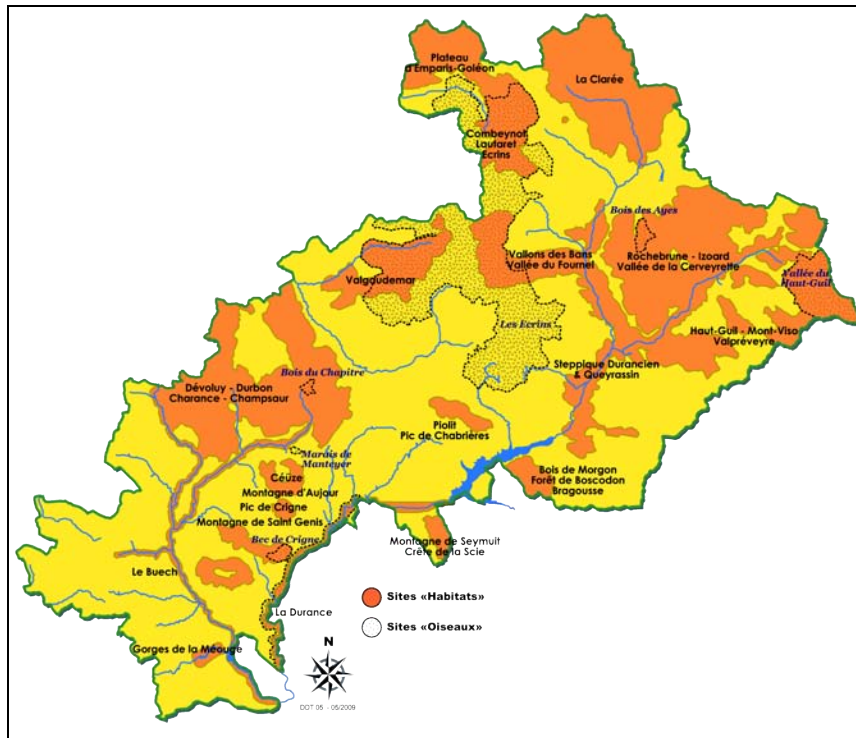 Plateau
d'Emparis-Goléon
La Clarée
Combeynot
Lautaret
Ecrins
Bois des Ayes
Vallons des Bans
Vallée du Fournel
Rochebrune - Izoard
Vallée de la Cerveyrette
Vallée du
Haut-Guil
Valgaudemar
Les Ecrins
Haut-Guil - Mont-Viso
Valpréveyre
Steppique Durancien
& Queyrassin
Bois du Chapitre
Dévoluy - Durbon
Charance - Champsaur
Piolit
Pic de Chabrières
Marais de
Manteyer
Céüze
Montagne d'Aujour
Pic de Crigne
Montagne de Saint Genis
Bec de Crigne
Bois de Morgon
Forêt de Boscodon
Bragousse
Montagne de Seymuit
Crête de la Scie
Le Buech
Sites «Habitats»
La Durance
Sites «Oiseaux»
N
Gorges de la Méouge
DDT 05 - 05/2009